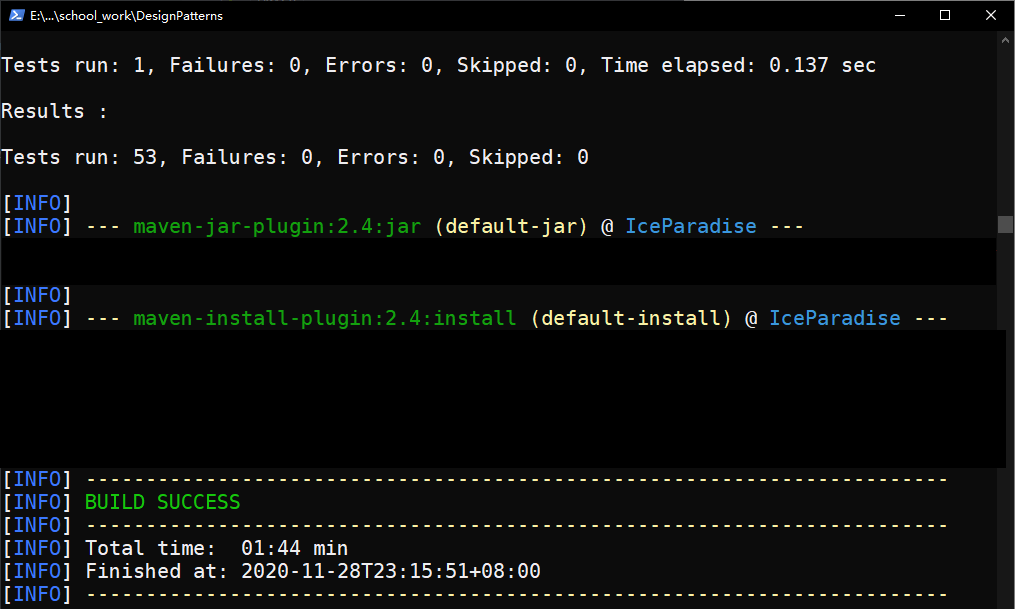 E:\...\school_work\DesignPatterns
Tests run: 1, Failures: 0, Errors: 0, Skipped: 0, Time elapsed: 0.137 sec
Results :
Tests run: 53, Failures: 0, Errors: 0, Skipped: 0
[INFO]
[INFO] --- maven-jar-plugin:2.4:jar (default-jar) @ IceParadise ---
[INFO]
[INFO] --- maven-install-plugin:2.4:install (default-install) @ IceParadise ---
[INFO] ------------------------------------------------------------------------
[INFO] BUILD SUCCESS
[INFO] ------------------------------------------------------------------------
[INFO] Total time:  01:44 min
[INFO] Finished at: 2020-11-28T23:15:51+08:00
[INFO] ------------------------------------------------------------------------